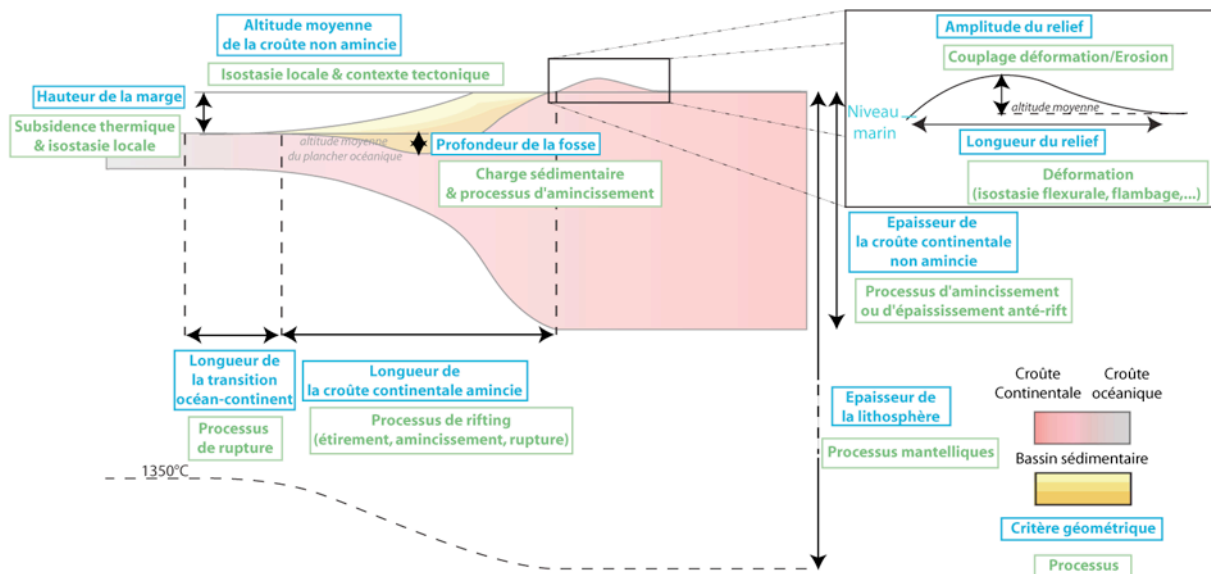 Altitude moyenne
de la croûte non amincie
Isostasie locale & contexte tectonique
Hauteur de la marge
Subsidence thermique
& isostasie locale
altitude moyenne
du plancher océanique
Profondeur de la fosse
Charge sédimentaire
& processus d'amincissement
Amplitude du relief
Couplage déformation/Erosion
Niveau
marin
altitude moyenne
Longueur du relief
Déformation
(isostasie flexurale, flambage,...)
Epaisseur de
la croûte continentale
non amincie
Processus d'amincissement
ou d'épaississement anté-rift
Longueur de
la transition
océan-continent
Processus
de rupture
Longueur de
la croûte continentale amincie
Processus de rifting
(étirement, amincissement, rupture)
Epaisseur de
la lithosphère
Processus mantelliques
1350°C
Croûte
Continentale
Croûte
océanique
Bassin sédimentaire
Critère géométrique
Processus